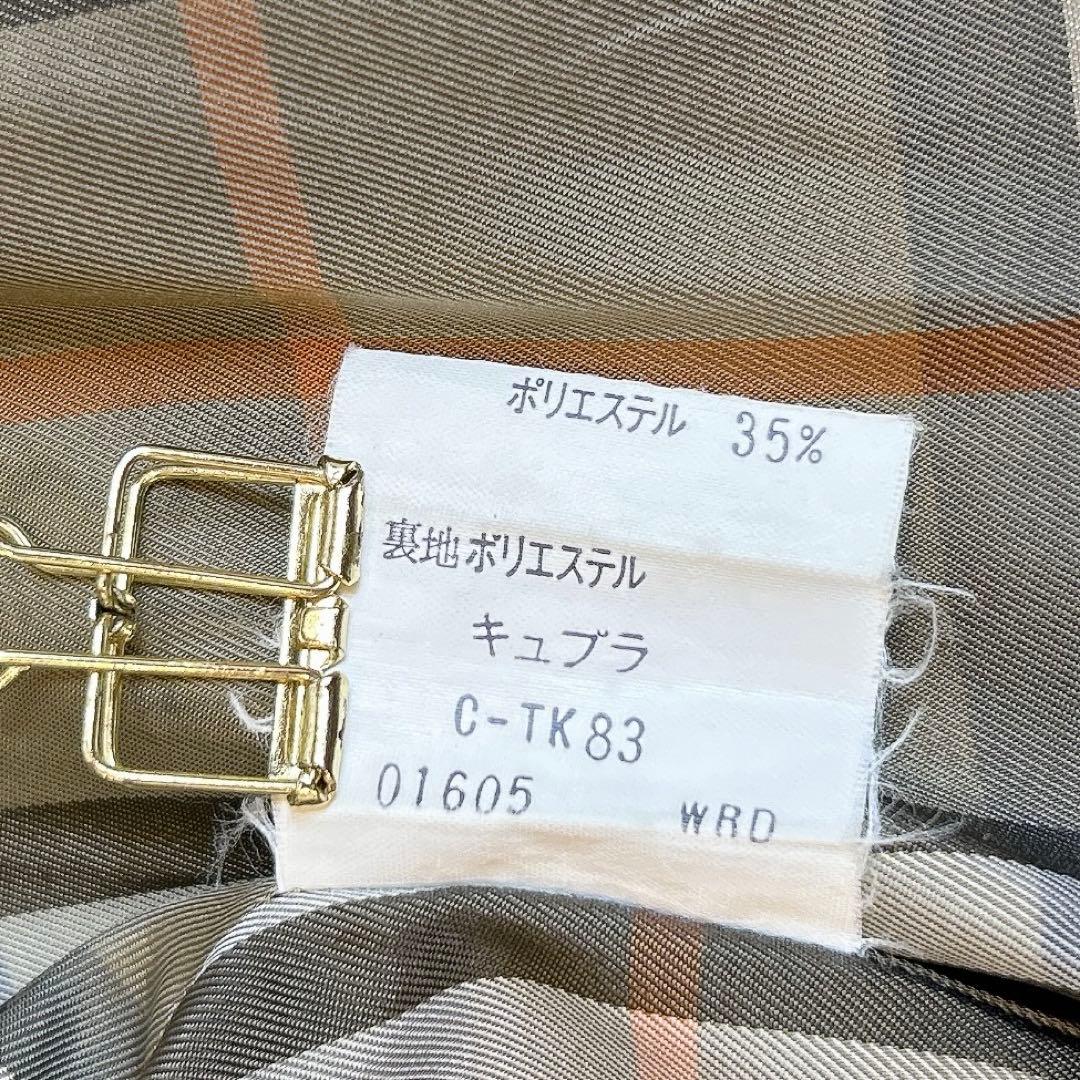 ポリエステル 35%
裏地ポリエステル
キュプラ
C-TK83
01605 WRD